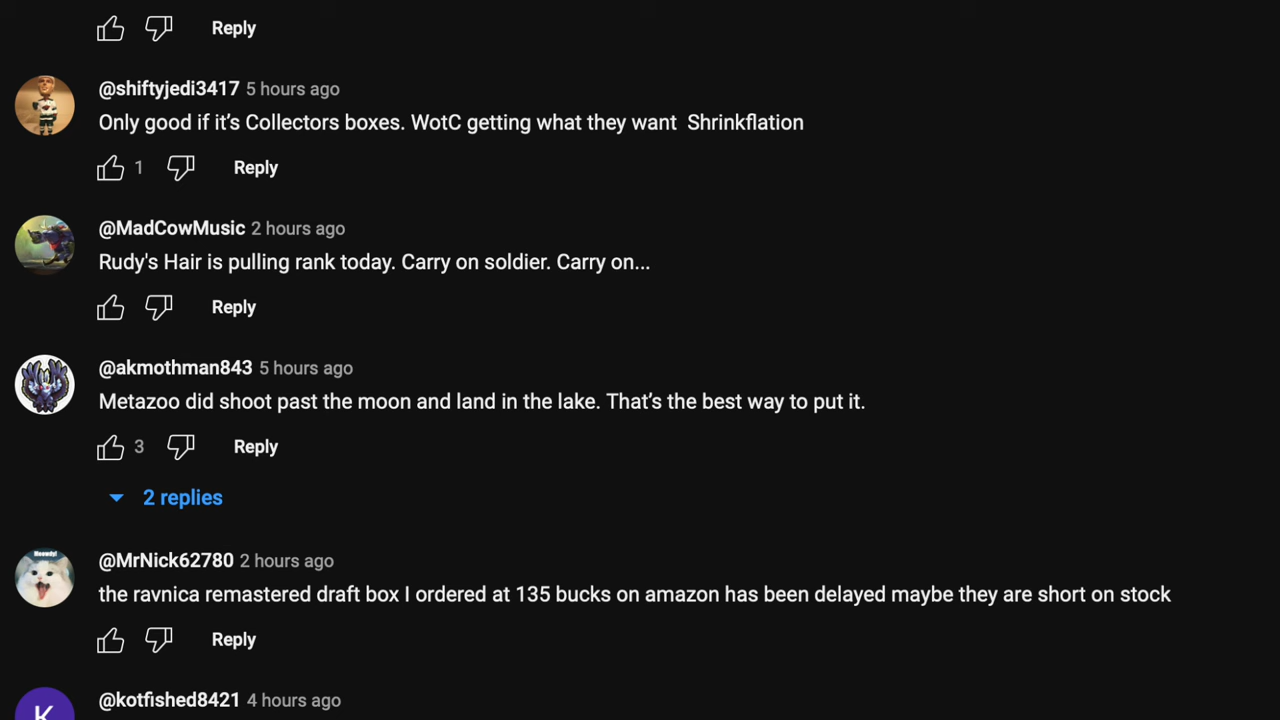 Reply
@shiftyjedi3417 5 hours ago
Only good if it's Collectors boxes. WotC getting what they want  Shrinkflation
1 Reply
@MadCowMusic 2 hours ago
Rudy's Hair is pulling rank today. Carry on soldier. Carry on...
Reply
@akmothman843 5 hours ago
Metazoo did shoot past the moon and land in the lake. That's the best way to put it.
3 Reply
2 replies
Meowdy!
@MrNick62780 2 hours ago
the ravnica remastered draft box I ordered at 135 bucks on amazon has been delayed maybe they are short on stock
Reply
@kotfished8421 4 hours ago
K